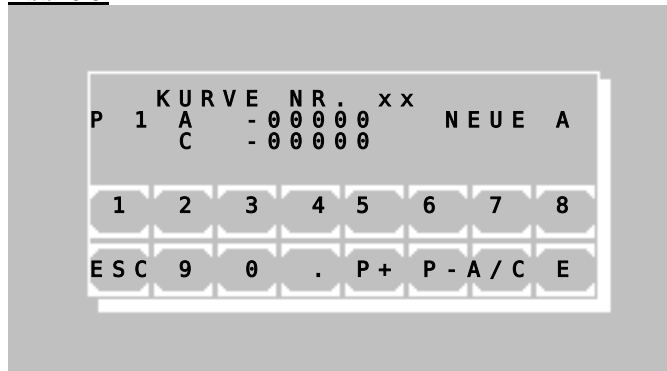 KURVE NR. xx
P 1 A -00000 NEUE A
C -00000
1 2 3 4 5 6 7 8
ESC 9 0 . P+ P- A/C E